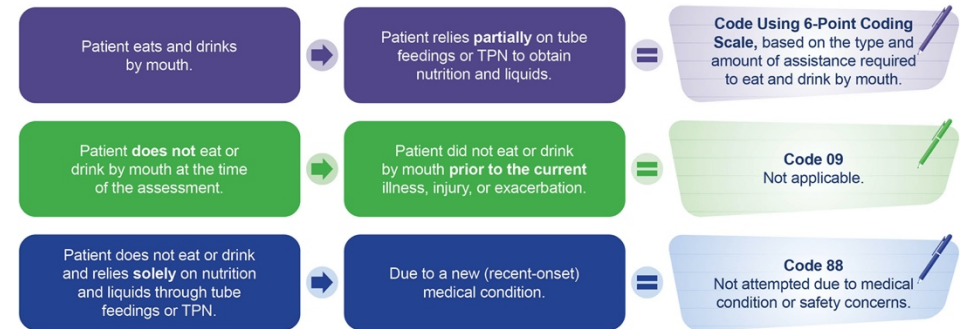 Patient eats and drinks
by mouth.
Patient relies partially on tube
feedings or TPN to obtain
nutrition and liquids.
Code Using 6-Point Coding
Scale, based on the type and
amount of assistance required
to eat and drink by mouth.
Patient does not eat or
drink by mouth at the time
of the assessment.
Patient did not eat or drink
by mouth prior to the current
illness, injury, or exacerbation.
Code 09
Not applicable.
Patient does not eat or drink
and relies solely on nutrition
and liquids through tube
feedings or TPN.
Due to a new (recent-onset)
medical condition.
Code 88
Not attempted due to medical
condition or safety concerns.